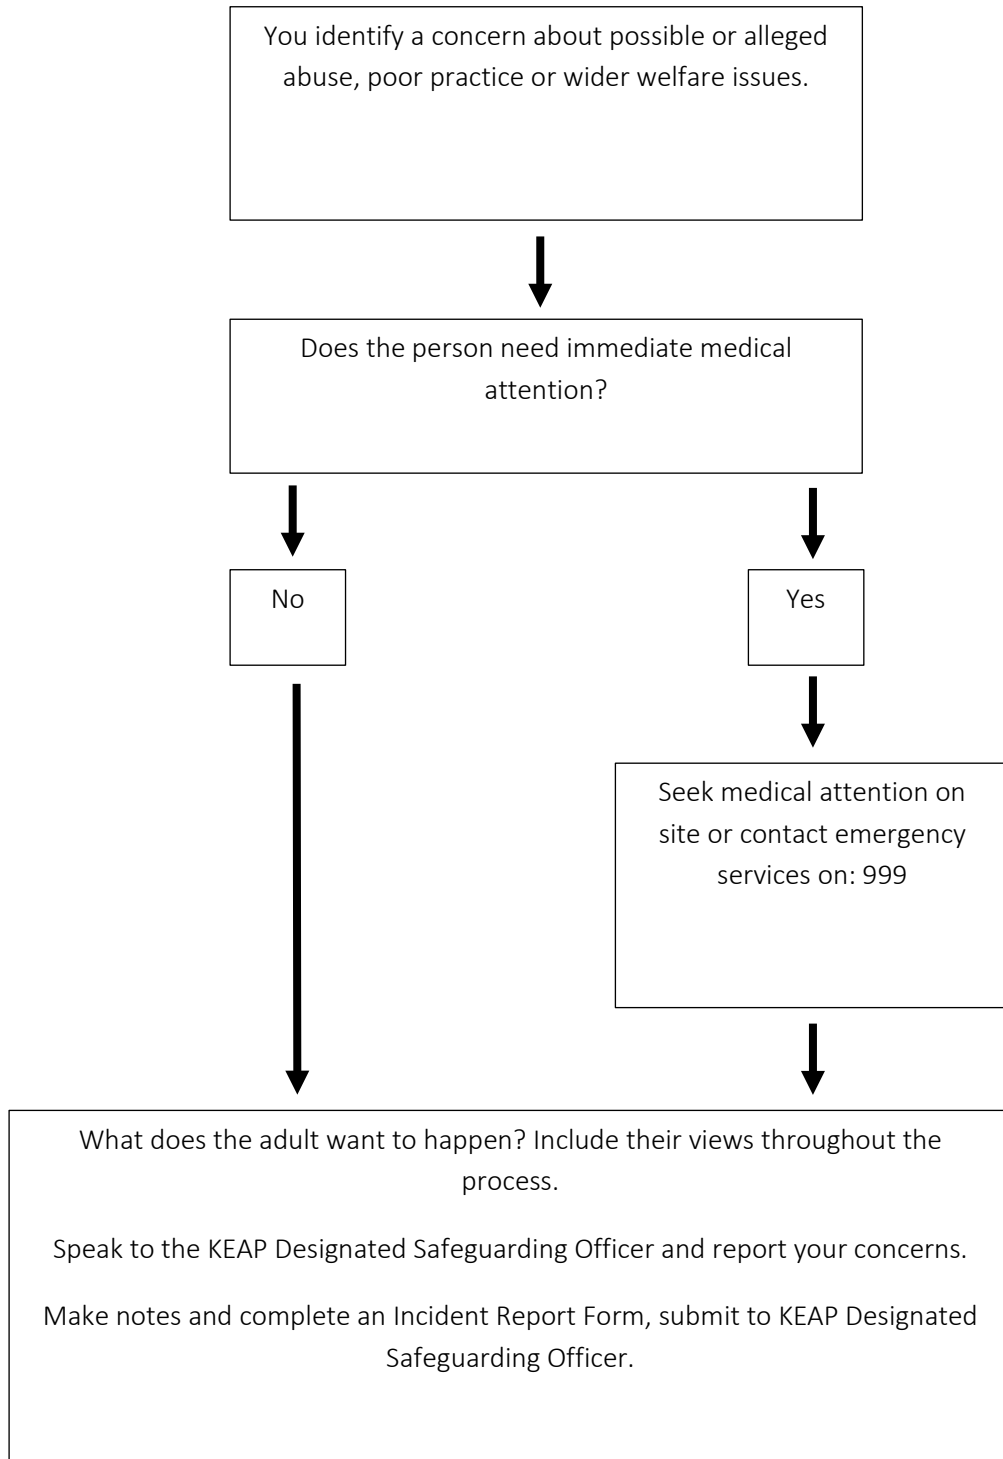 You identify a concern about possible or alleged
abuse, poor practice or wider welfare issues.
Does the person need immediate medical
attention?
No
Yes
Seek medical attention on
site or contact emergency
services on: 999
What does the adult want to happen? Include their views throughout the
process.
Speak to the KEAP Designated Safeguarding Officer and report your concerns.
Make notes and complete an Incident Report Form, submit to KEAP Designated
Safeguarding Officer.